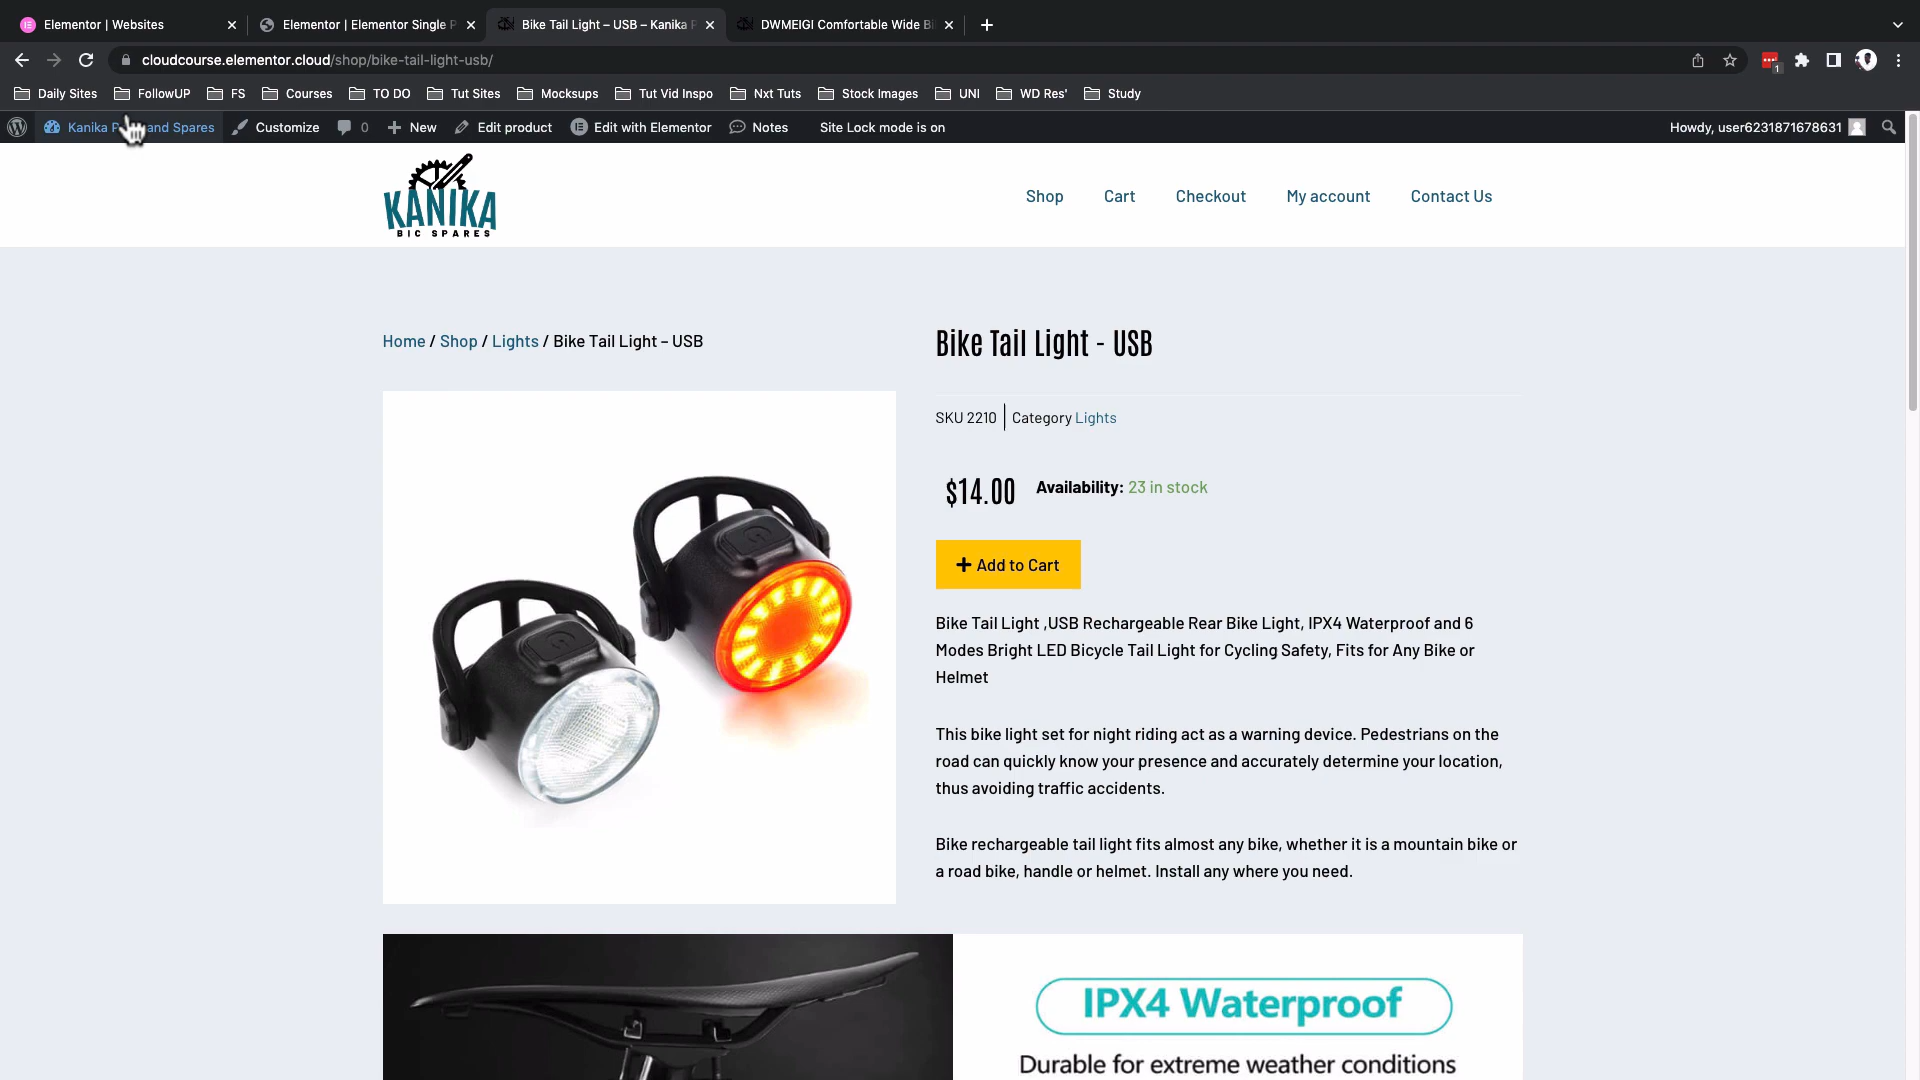 Elementor | Websites
Elementor | Elementor Single P
Bike Tail Light – USB – Kanika P
DWMEIGI Comfortable Wide Bi
cloudcourse.elementor.cloud/shop/bike-tail-light-usb/
1
Daily Sites
FollowUP
FS
Courses
TO DO
Tut Sites
Mocksups
Tut Vid Inspo
Nxt Tuts
Stock Images
UNI
WD Res'
Study
Kanika and Spares
Customize
0
New
Edit product
Edit with Elementor
Notes
Site Lock mode is on
Howdy, user6231871678631
KANIKA
BIC SPARES
Shop
Cart
Checkout
My account
Contact Us
Home / Shop / Lights / Bike Tail Light – USB
Bike Tail Light - USB
SKU 2210
Category Lights
$14.00
Availability: 23 in stock
Add to Cart
Bike Tail Light ,USB Rechargeable Rear Bike Light, IPX4 Waterproof and 6
Modes Bright LED Bicycle Tail Light for Cycling Safety, Fits for Any Bike or
Helmet
This bike light set for night riding act as a warning device. Pedestrians on the
road can quickly know your presence and accurately determine your location,
thus avoiding traffic accidents.
Bike rechargeable tail light fits almost any bike, whether it is a mountain bike or
a road bike, handle or helmet. Install any where you need.
IPX4 Waterproof
Durable for extreme weather conditions